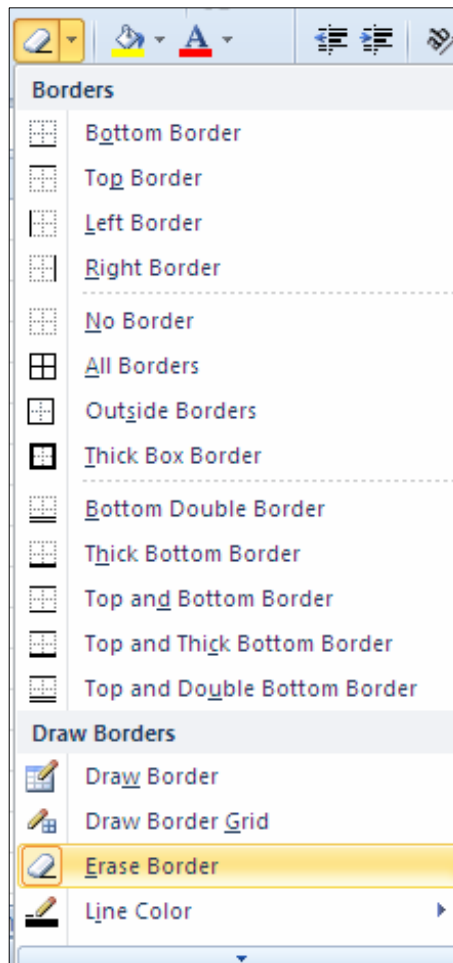 A
Borders
Bottom Border
Top Border
Left Border
Right Border
No Border
All Borders
Outside Borders
Thick Box Border
Bottom Double Border
Thick Bottom Border
Top and Bottom Border
Top and Thick Bottom Border
Top and Double Bottom Border
Draw Borders
Draw Border
Draw Border Grid
Erase Border
Line Color